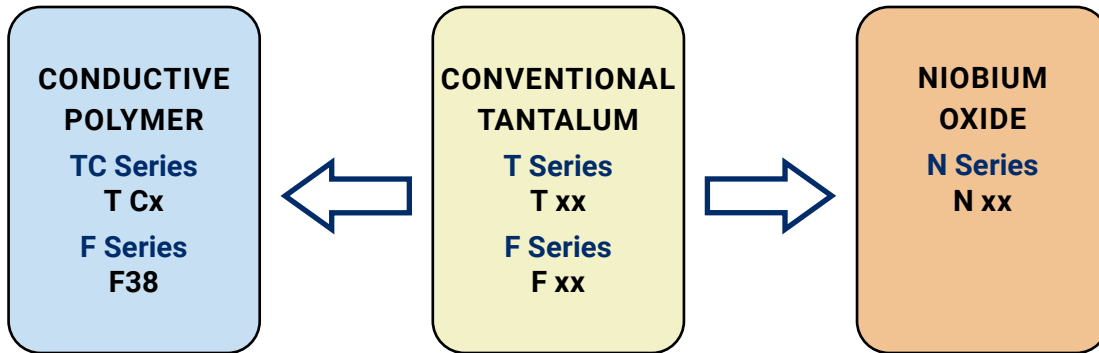 CONDUCTIVE
POLYMER
TC Series
T Cx
F Series
F38
CONVENTIONAL
TANTALUM
T Series
T xx
F Series
F xx
NIOBIUM
OXIDE
N Series
N xx